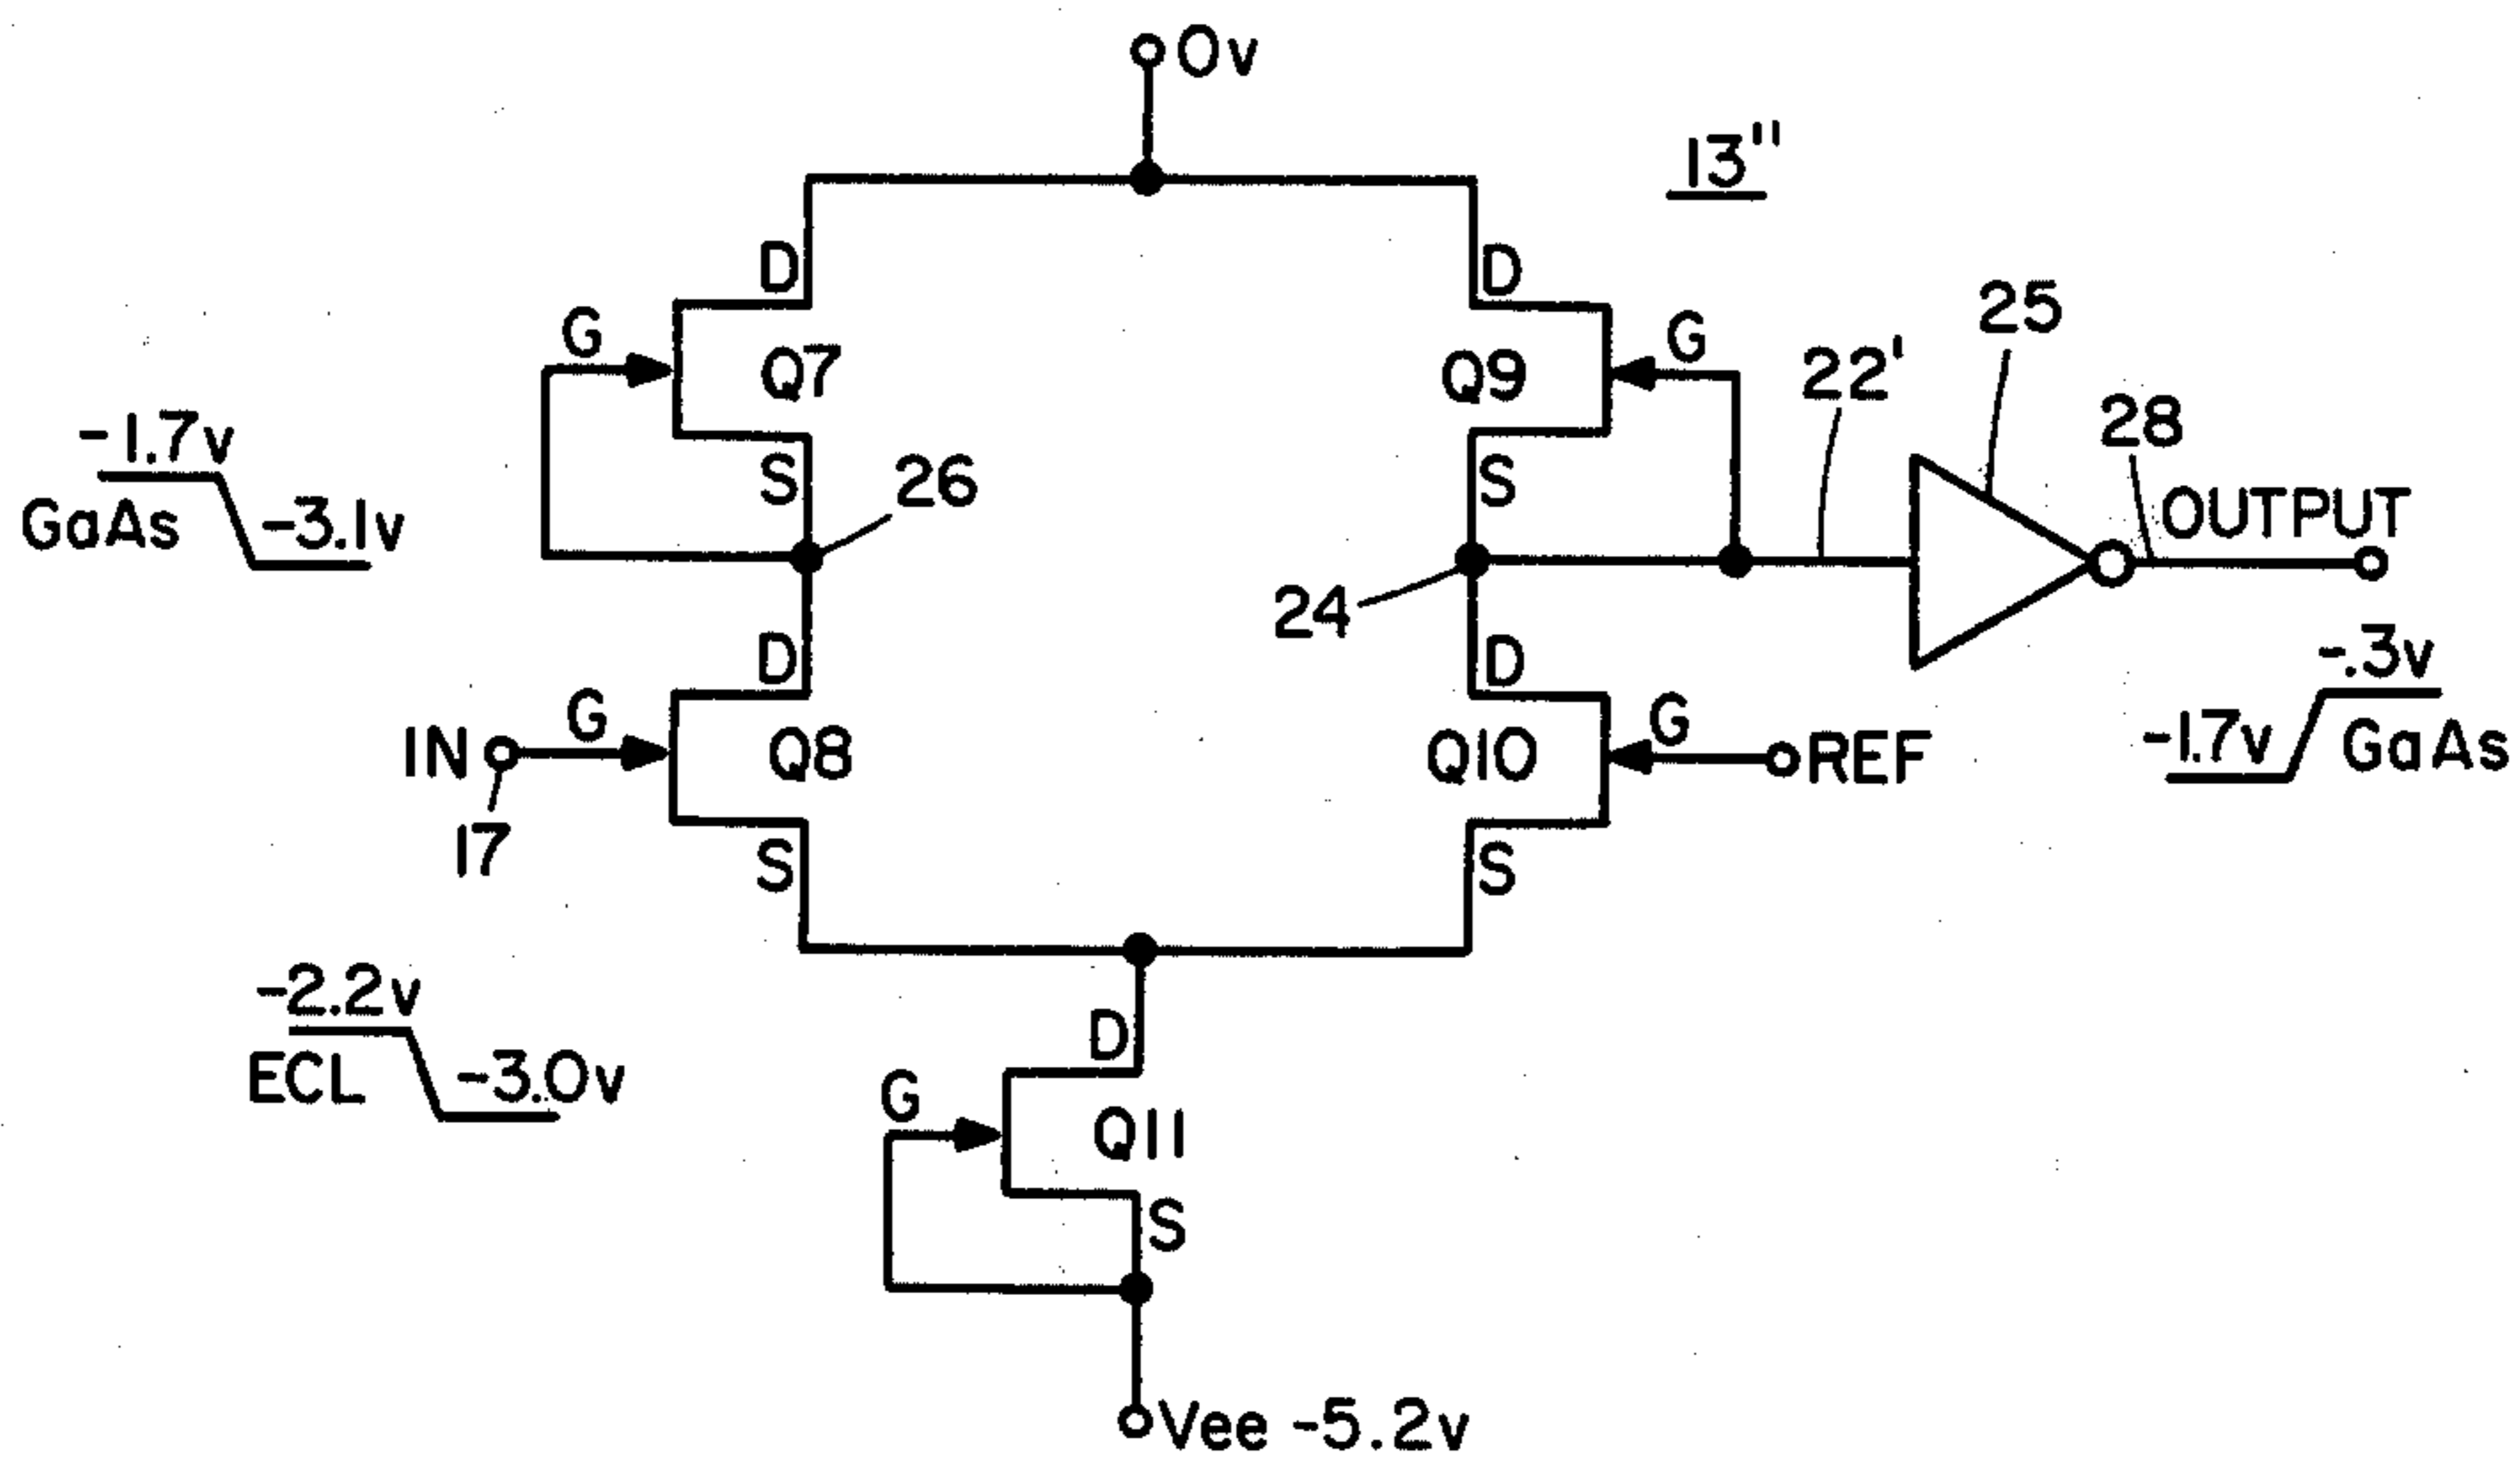 0v
13"
D
D
G
Q7
Q9
G
25
22'
28
-1.7v
GaAs
-3.1v
S
26
S
OUTPUT
24
D
D
-.3v
-1.7v
GaAs
IN
G
Q8
Q10
G
REF
17
S
S
-2.2v
ECL
-3.0v
D
G
Q11
S
Vee -5.2v